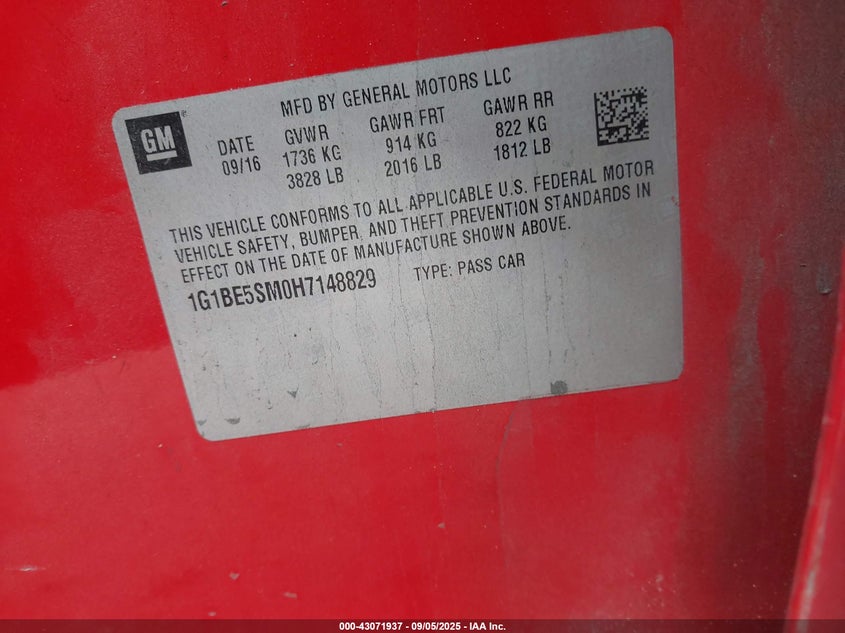 MFD BY GENERAL MOTORS LLC
GM
DATE GVWR GAWR FRT GAWR RR
09/16 1736 KG 914 KG 822 KG
3828 LB 2016 LB 1812 LB
THIS VEHICLE CONFORMS TO ALL APPLICABLE U.S. FEDERAL MOTOR
VEHICLE SAFETY, BUMPER, AND THEFT PREVENTION STANDARDS IN
EFFECT ON THE DATE OF MANUFACTURE SHOWN ABOVE.
1G1BE5SM0H7148829 TYPE: PASS CAR
000-43071937 - 09/05/2025 - IAA Inc.